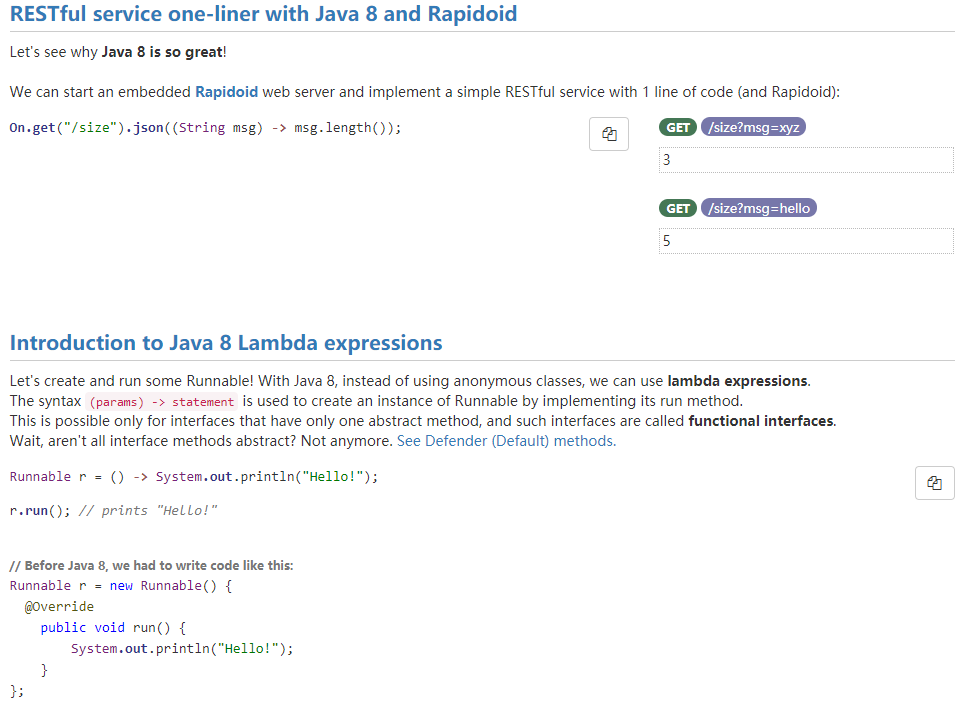 RESTful service one-liner with Java 8 and Rapidoid
Let's see why Java 8 is so great!
We can start an embedded Rapidoid web server and implement a simple RESTful service with 1 line of code (and Rapidoid):
On.get("/size").json((String msg) -> msg.length());
GET /size?msg=xyz
3
GET /size?msg=hello
5
Introduction to Java 8 Lambda expressions
Let's create and run some Runnable! With Java 8, instead of using anonymous classes, we can use lambda expressions.
The syntax (params) -> statement is used to create an instance of Runnable by implementing its run method.
This is possible only for interfaces that have only one abstract method, and such interfaces are called functional interfaces.
Wait, aren't all interface methods abstract? Not anymore. See Defender (Default) methods.
Runnable r = () -> System.out.println("Hello!");
r.run(); // prints "Hello!"
// Before Java 8, we had to write code like this:
Runnable r = new Runnable() {
@Override
public void run() {
System.out.println("Hello!");
}
};